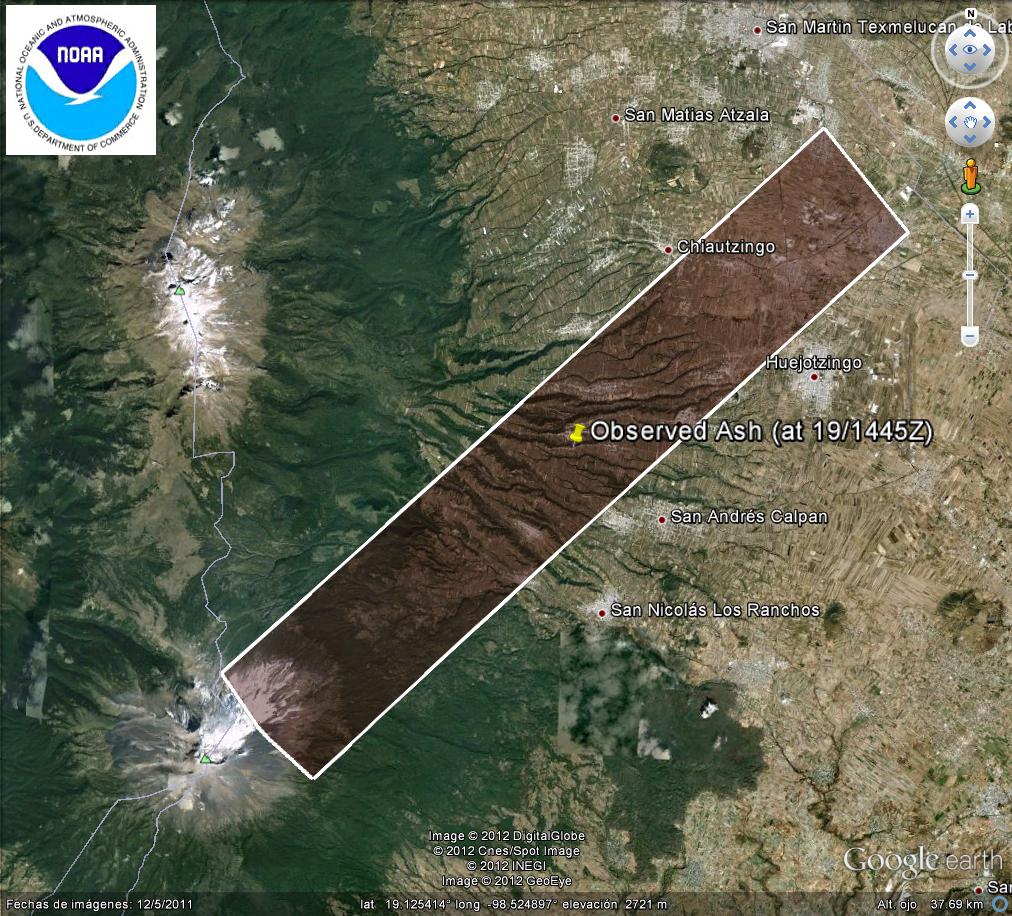 NATIONAL OCEANIC AND ATMOSPHERIC ADMINISTRATION
U.S. DEPARTMENT OF COMMERCE
NOAA
San Martin Texmelucan de Lab
N
San Matias Atzala
Chiautzingo
Huejotzingo
Observed Ash (at 19/1445Z)
San Andrés Calpan
San Nicolás Los Ranchos
Image © 2012 DigitalGlobe
© 2012 Cnes/Spot Image
© 2012 INEGI
Image © 2012 GeoEye
Google earth
San
Fechas de imágenes: 12/5/2011
lat 19.125414° long -98.524897° elevación 2721 m
Alt. ojo 37.69 km